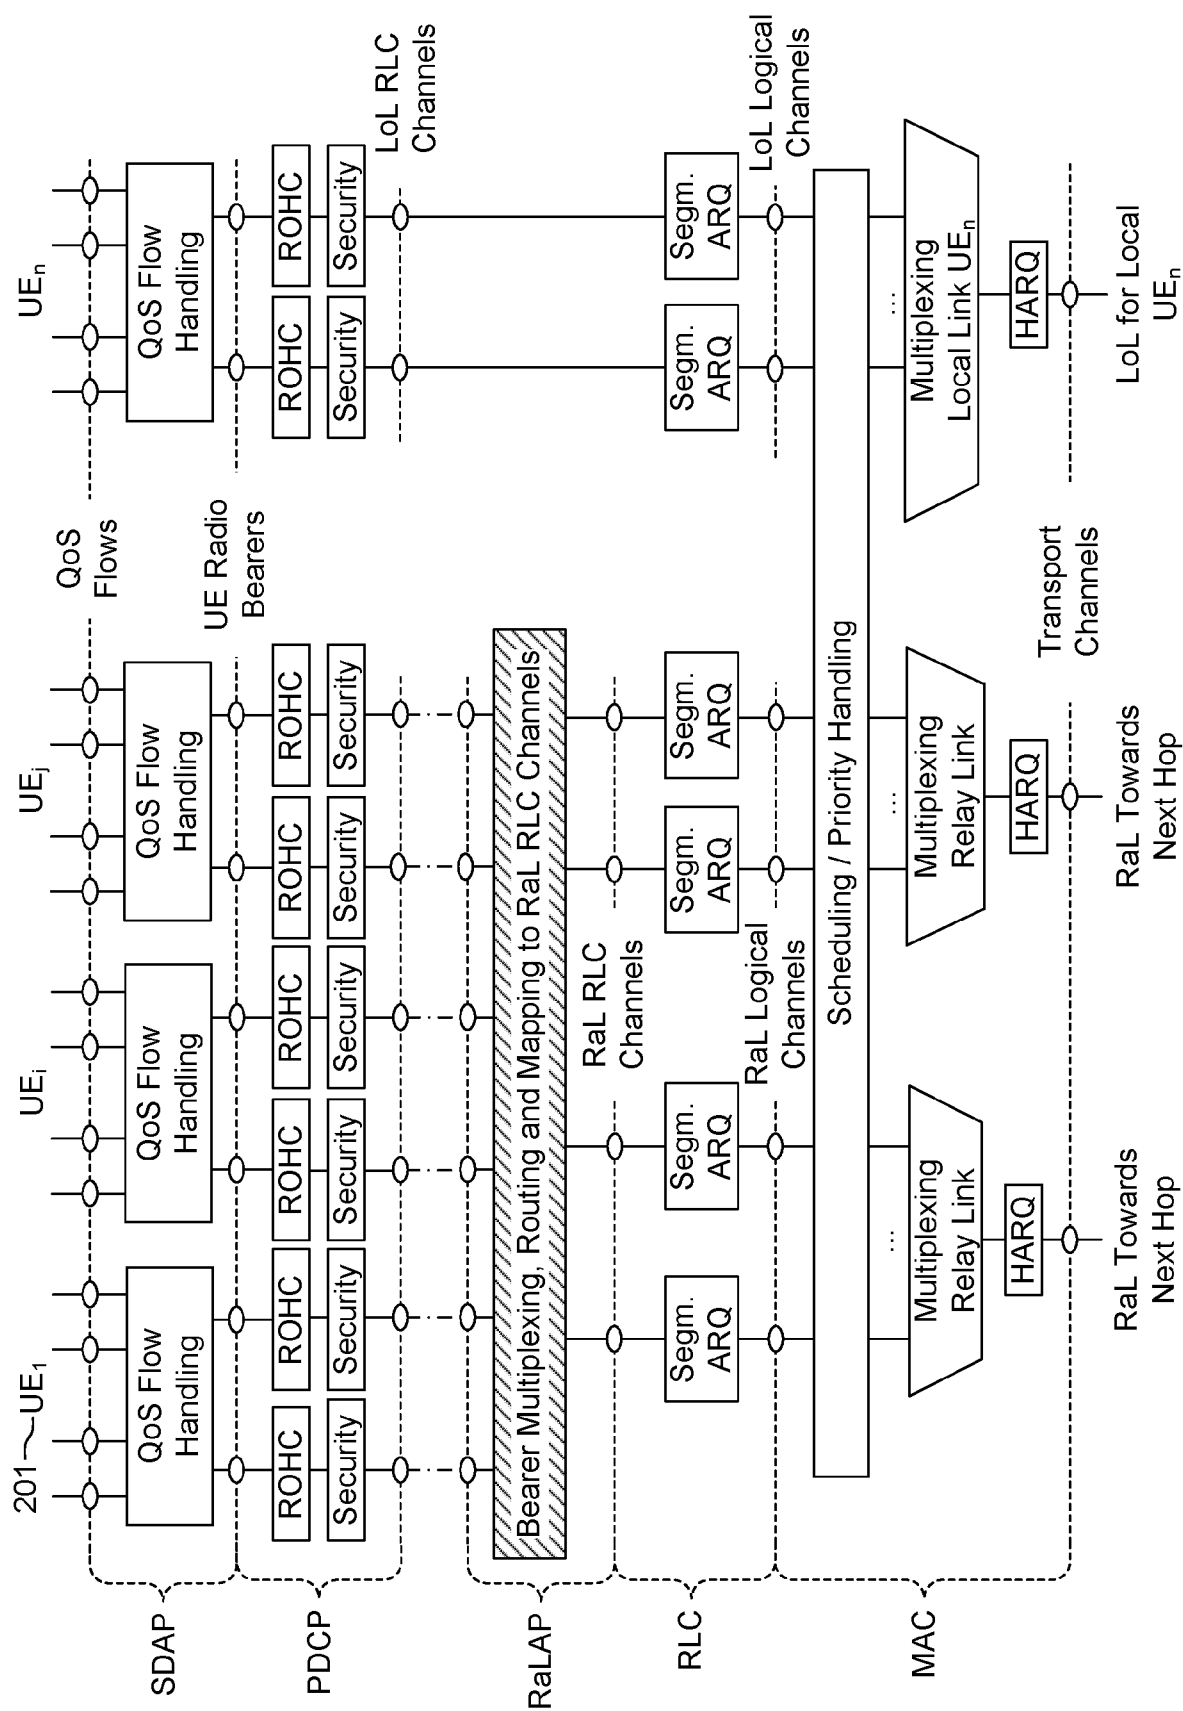 201
UE1
UEi
UEj
UEn
QoS
Flows
SDAP
QoS Flow
Handling
QoS Flow
Handling
QoS Flow
Handling
QoS Flow
Handling
UE Radio
Bearers
PDCP
ROHC
ROHC
ROHC
ROHC
ROHC
ROHC
ROHC
ROHC
Security
Security
Security
Security
Security
Security
Security
Security
LoL RLC
Channels
RaLAP
Bearer Multiplexing, Routing and Mapping to RaL RLC Channels
RaL RLC
Channels
RLC
Segm.
ARQ
Segm.
ARQ
Segm.
ARQ
Segm.
ARQ
Segm.
ARQ
Segm.
ARQ
RaL Logical
Channels
LoL Logical
Channels
MAC
Scheduling / Priority Handling
...
Multiplexing
Relay Link
...
Multiplexing
Relay Link
...
Multiplexing
Local Link UEn
HARQ
HARQ
HARQ
Transport
Channels
RaL Towards
Next Hop
RaL Towards
Next Hop
LoL for Local
UEn